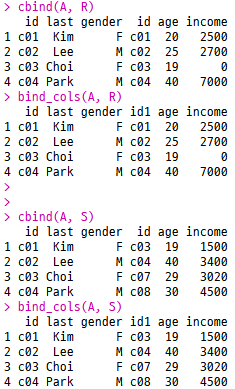 > cbind(A, R)
id last gender id age income
1 c01 Kim F c01 20 2500
2 c02 Lee M c02 25 2700
3 c03 Choi F c03 19 0
4 c04 Park M c04 40 7000
> bind_cols(A, R)
id last gender id1 age income
1 c01 Kim F c01 20 2500
2 c02 Lee M c02 25 2700
3 c03 Choi F c03 19 0
4 c04 Park M c04 40 7000
>
>
> cbind(A, S)
id last gender id age income
1 c01 Kim F c03 19 1500
2 c02 Lee M c04 40 3400
3 c03 Choi F c07 29 3020
4 c04 Park M c08 30 4500
> bind_cols(A, S)
id last gender id1 age income
1 c01 Kim F c03 19 1500
2 c02 Lee M c04 40 3400
3 c03 Choi F c07 29 3020
4 c04 Park M c08 30 4500